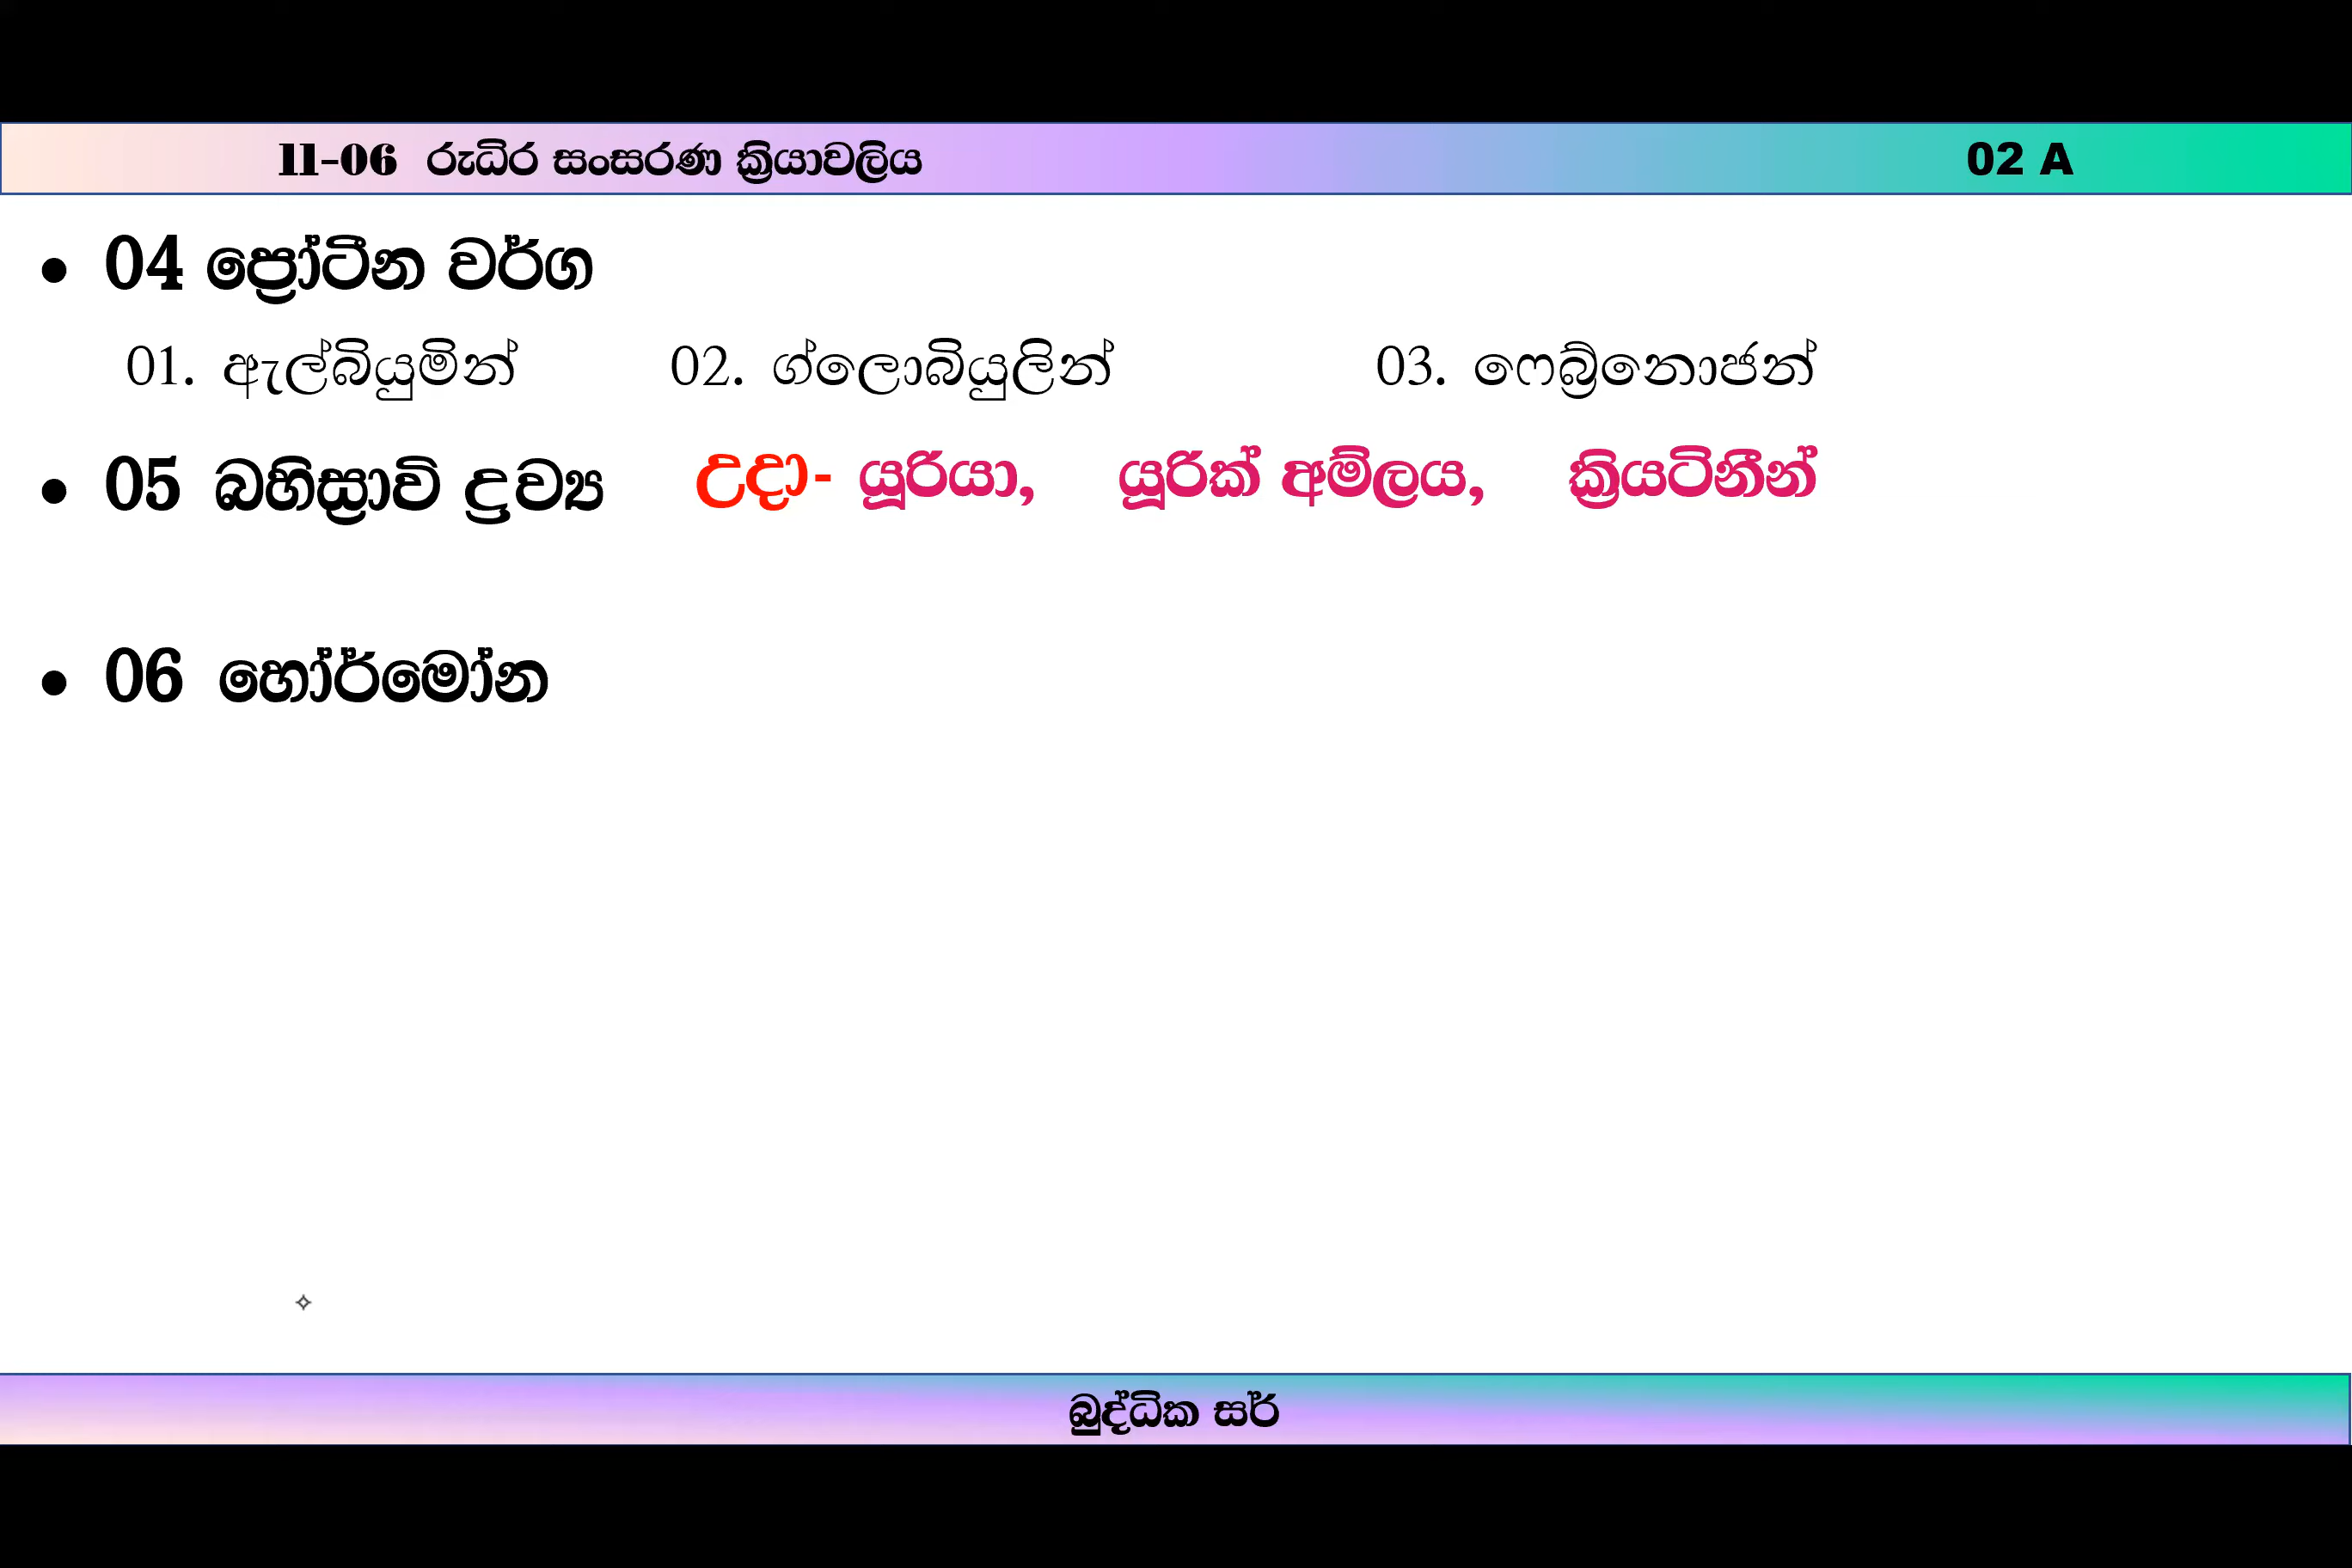 11-06 රුධිර සංසරණ ක්‍රියාවලිය 02 A
• 04 ප්‍රෝටීන වර්ග
01. ඇල්බියුමින් 02. ග්ලොබියුලින් 03. ෆෙබ්‍රිනොජන්
• 05 බහිස්‍රාවි ද්‍රව්‍ය උදා- යූරියා, යූරික් අම්ලය, ක්‍රියටිනීන්
• 06 හෝර්මෝන
බුද්ධික සර්